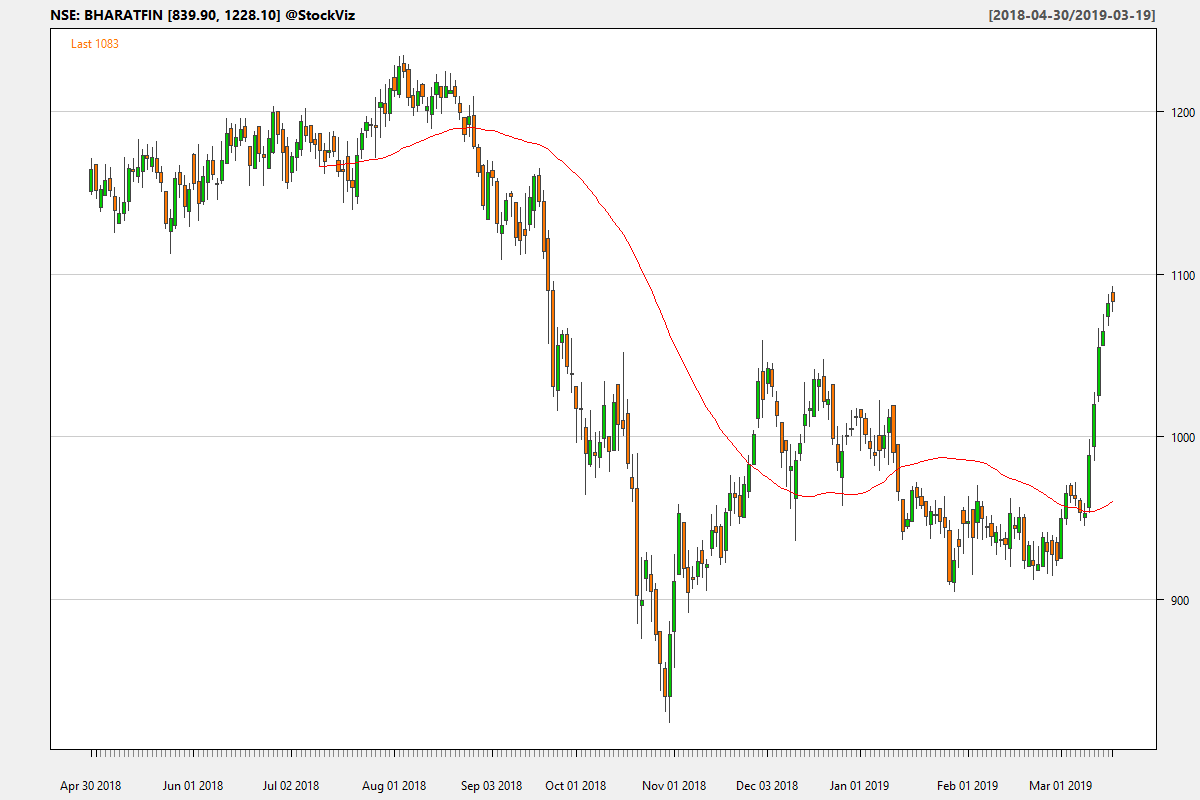 NSE: BHARATFIN [839.90, 1228.10] @StockViz [2018-04-30/2019-03-19]
Last 1083
1200
1100
1000
900
Apr 30 2018 Jun 01 2018 Jul 02 2018 Aug 01 2018 Sep 03 2018 Oct 01 2018 Nov 01 2018 Dec 03 2018 Jan 01 2019 Feb 01 2019 Mar 01 2019